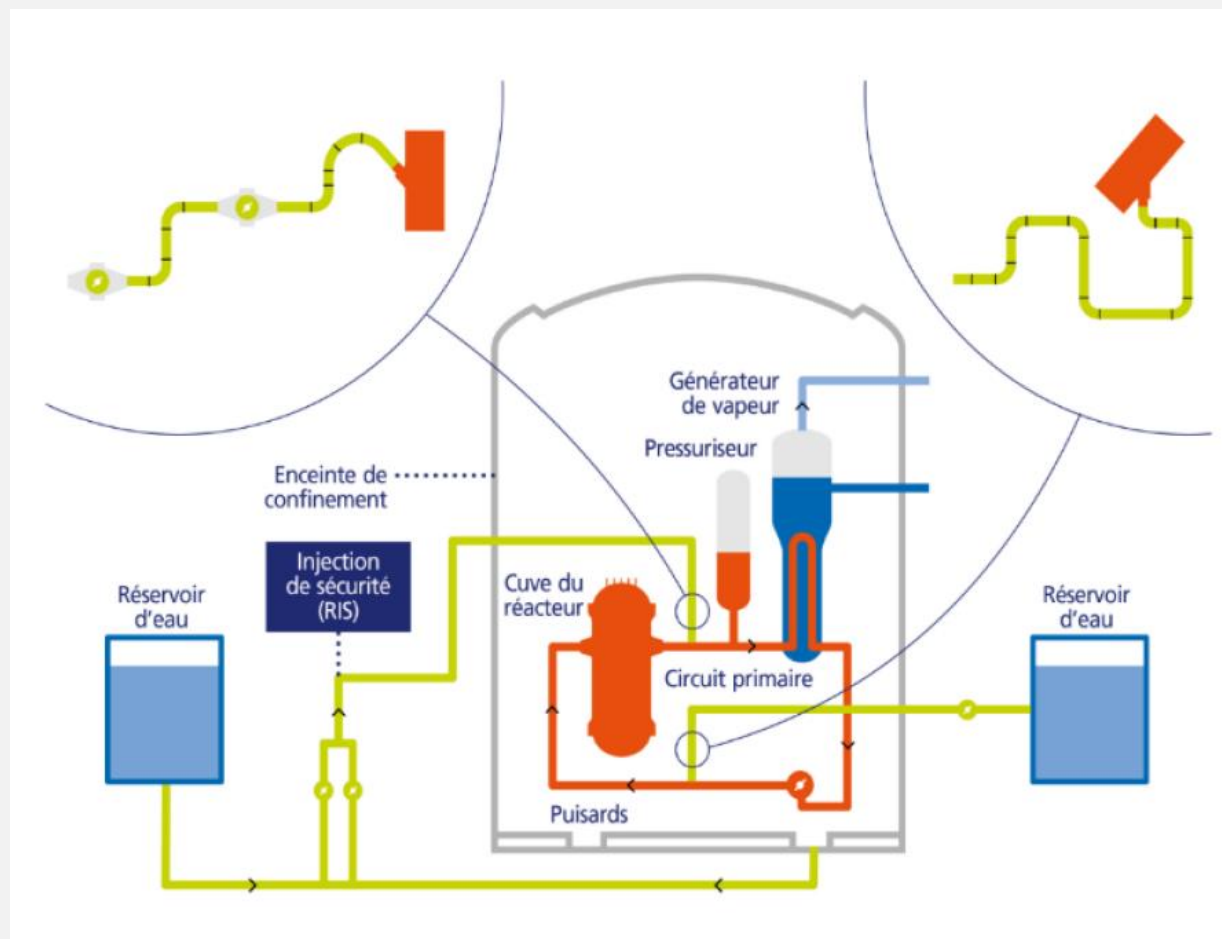 Générateur
de vapeur
Pressuriseur
Enceinte de
confinement
Injection
de sécurité
(RIS)
Cuve du
réacteur
Réservoir
d'eau
Réservoir
d'eau
Circuit primaire
Puisards